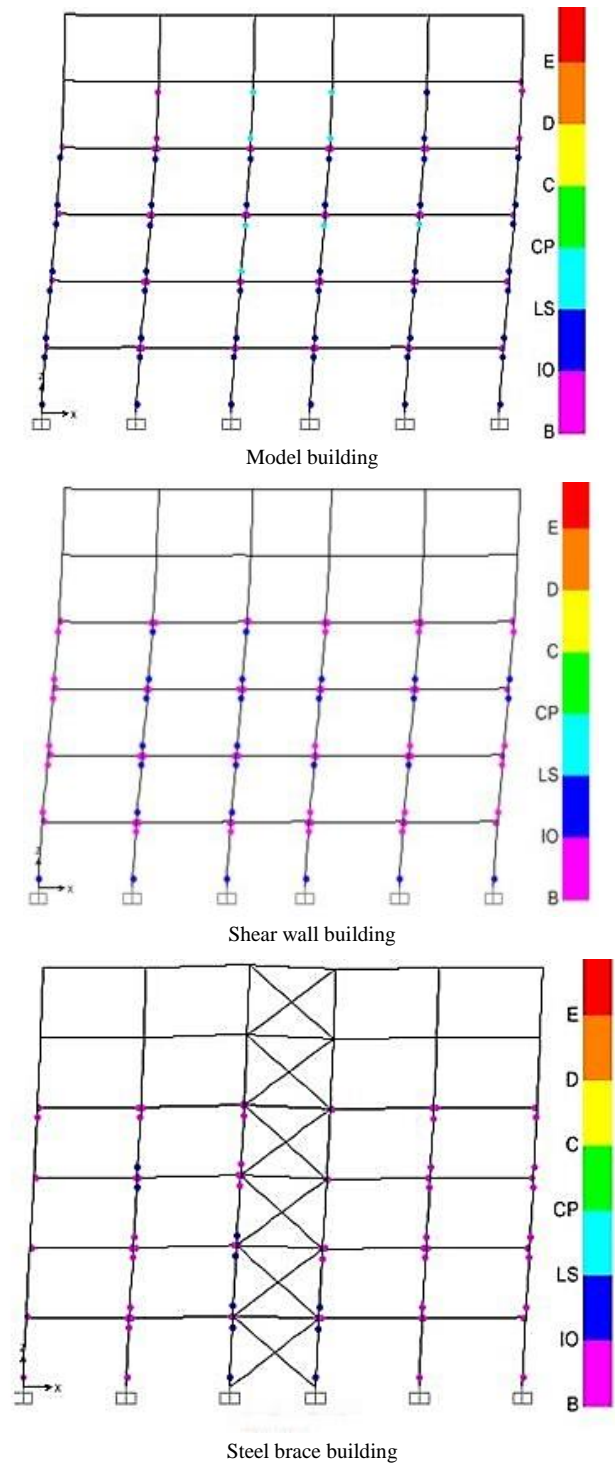 E
D
C
CP
LS
IO
B
Z
X
Model building
E
D
C
CP
LS
IO
B
Z
X
Shear wall building
E
D
C
CP
LS
IO
B
Z
X
Steel brace building